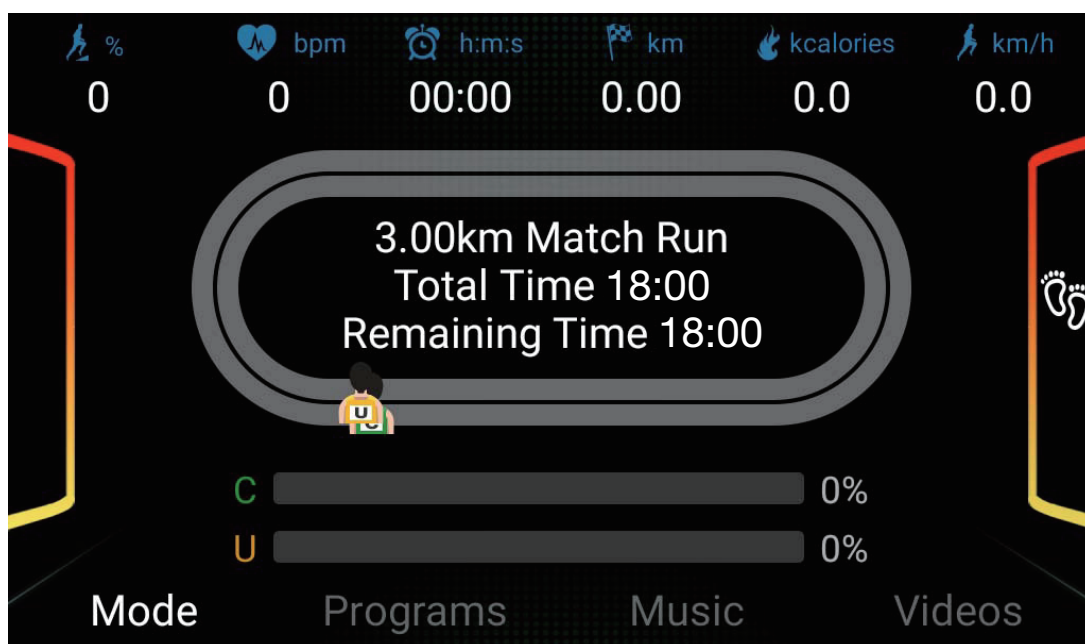 % bpm h:m:s km kcalories km/h
0 0 00:00 0.00 0.0 0.0
3.00km Match Run
Total Time 18:00
Remaining Time 18:00
U
C
C 0%
U 0%
Mode Programs Music Videos